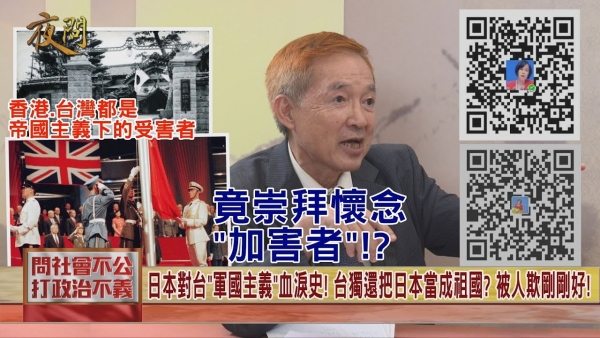 夜問
香港.台灣都是
帝國主義下的受害者
竟崇拜懷念
"加害者"!?
問社會不公
打政治不義
日本對台"軍國主義"血淚史! 台獨還把日本當成祖國? 被人欺剛剛好!